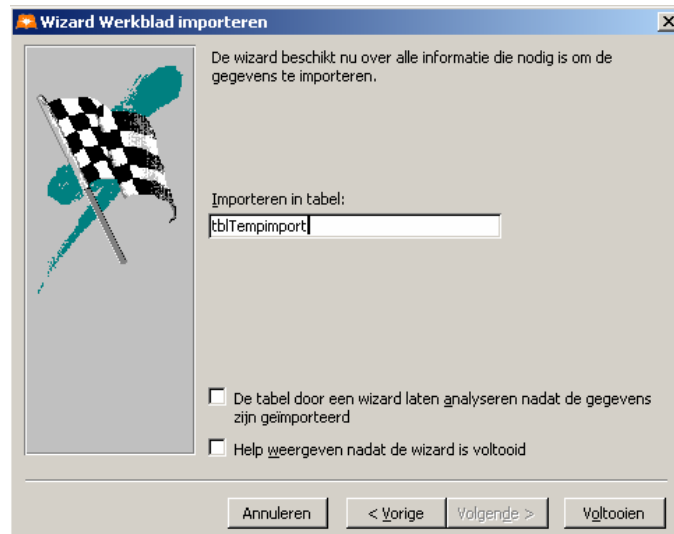 Wizard Werkblad importeren
De wizard beschikt nu over alle informatie die nodig is om de
gegevens te importeren.
Importeren in tabel:
tblTempimport
De tabel door een wizard laten analyseren nadat de gegevens
zijn geïmporteerd
Help weergeven nadat de wizard is voltooid
Annuleren < Vorige Volgende > Voltooien